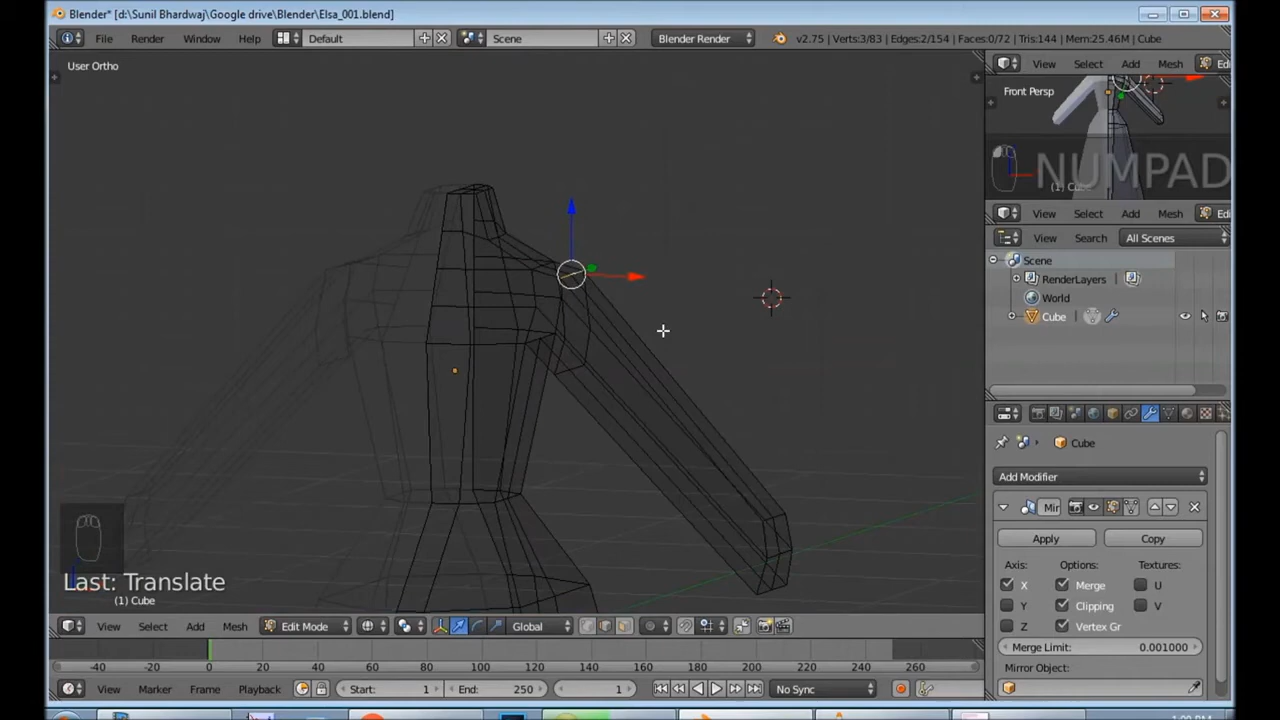 Blender* [d:\Sunil Bhardwaj\Google drive\Blender\Elsa_001.blend]
File Render Window Help Default Scene Blender Render v2.75 | Verts:3/83 | Edges:2/154 | Faces:0/72 | Tris:144 | Mem:25.46M | Cube
View Select Add Mesh
User Ortho
Front Persp
NUMPAD
(1) Cube
View Select Add Mesh
View Search All Scenes
Scene
RenderLayers
World
Cube
Cube
Add Modifier
Mir
Apply Copy
Axis: Options: Textures:
X Merge U
Y Clipping V
Z Vertex Gr
Merge Limit: 0.001000
Mirror Object:
Last: Translate
(1) Cube
View Select Add Mesh Edit Mode Global
-40 -20 0 20 40 60 80 100 120 140 160 180 200 220 240 260
View Marker Frame Playback Start: 1 End: 250 1 No Sync